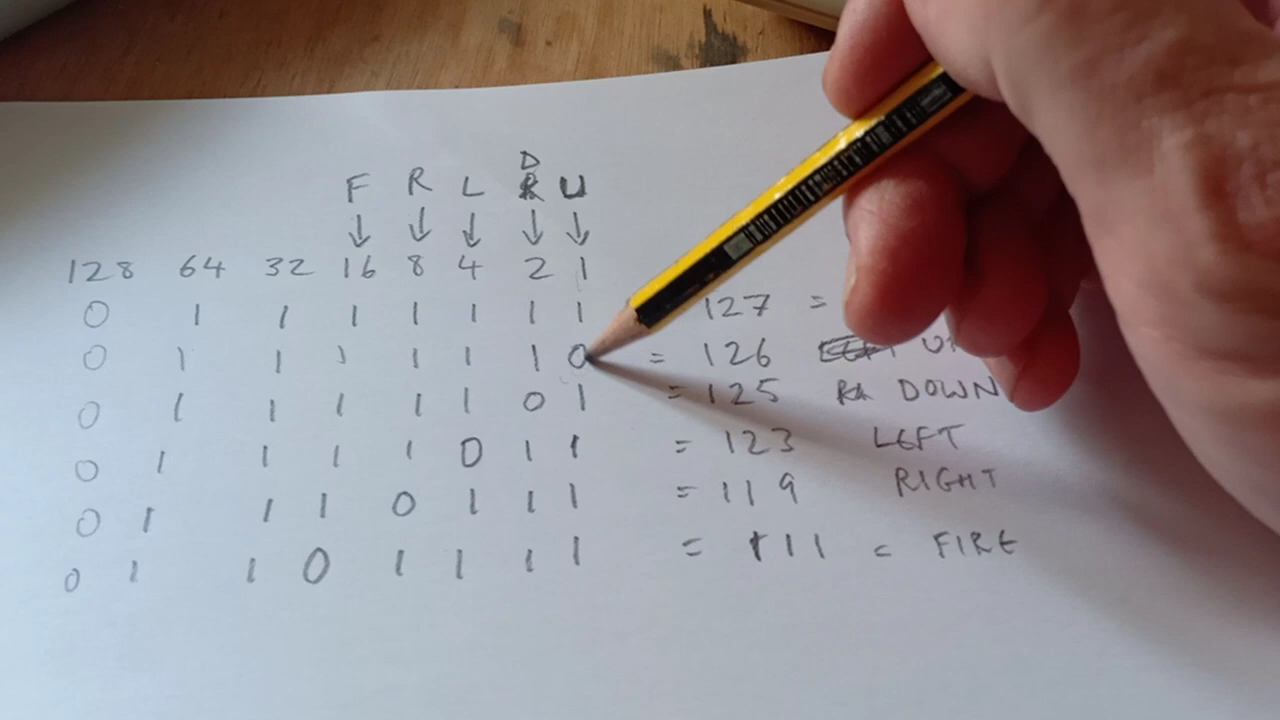 D
F R L U
128 64 32 16 8 4 2 1
0 1 1 1 1 1 1 1 127 =
0 1 1 1 1 1 1 0 = 126
0 1 1 1 1 1 0 1 = 125 DOWN
0 1 1 1 1 0 1 1 = 123 LEFT
0 1 1 1 0 1 1 1 = 119 RIGHT
0 1 1 0 1 1 1 1 = 111 = FIRE